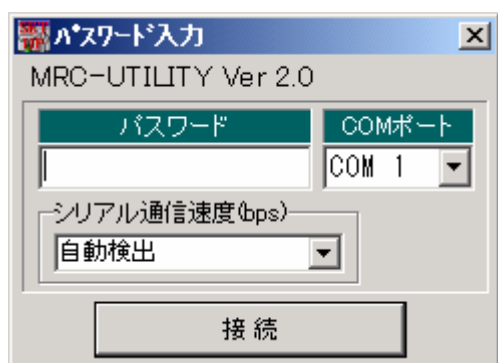 パスワード入力
MRC-UTILITY Ver 2.0
パスワード
COMポート
COM 1
シリアル通信速度(bps)
自動検出
接続